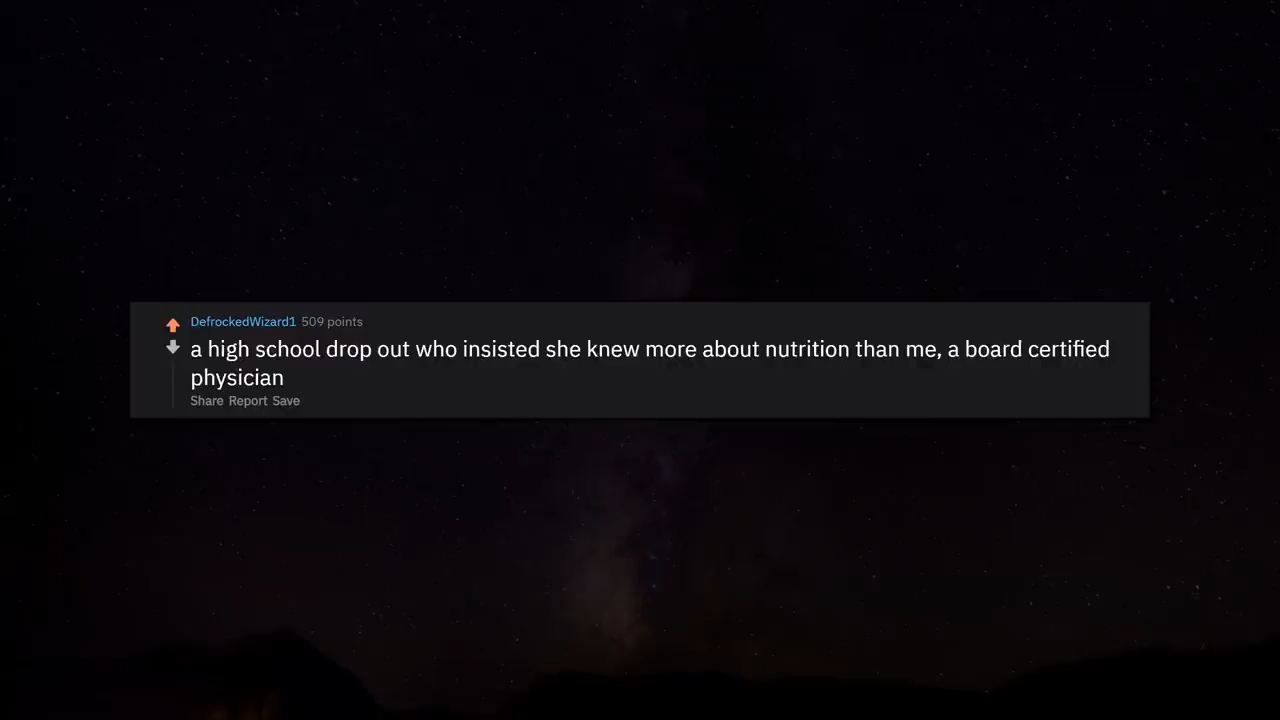 DefrockedWizard1 509 points
a high school drop out who insisted she knew more about nutrition than me, a board certified
physician
Share Report Save